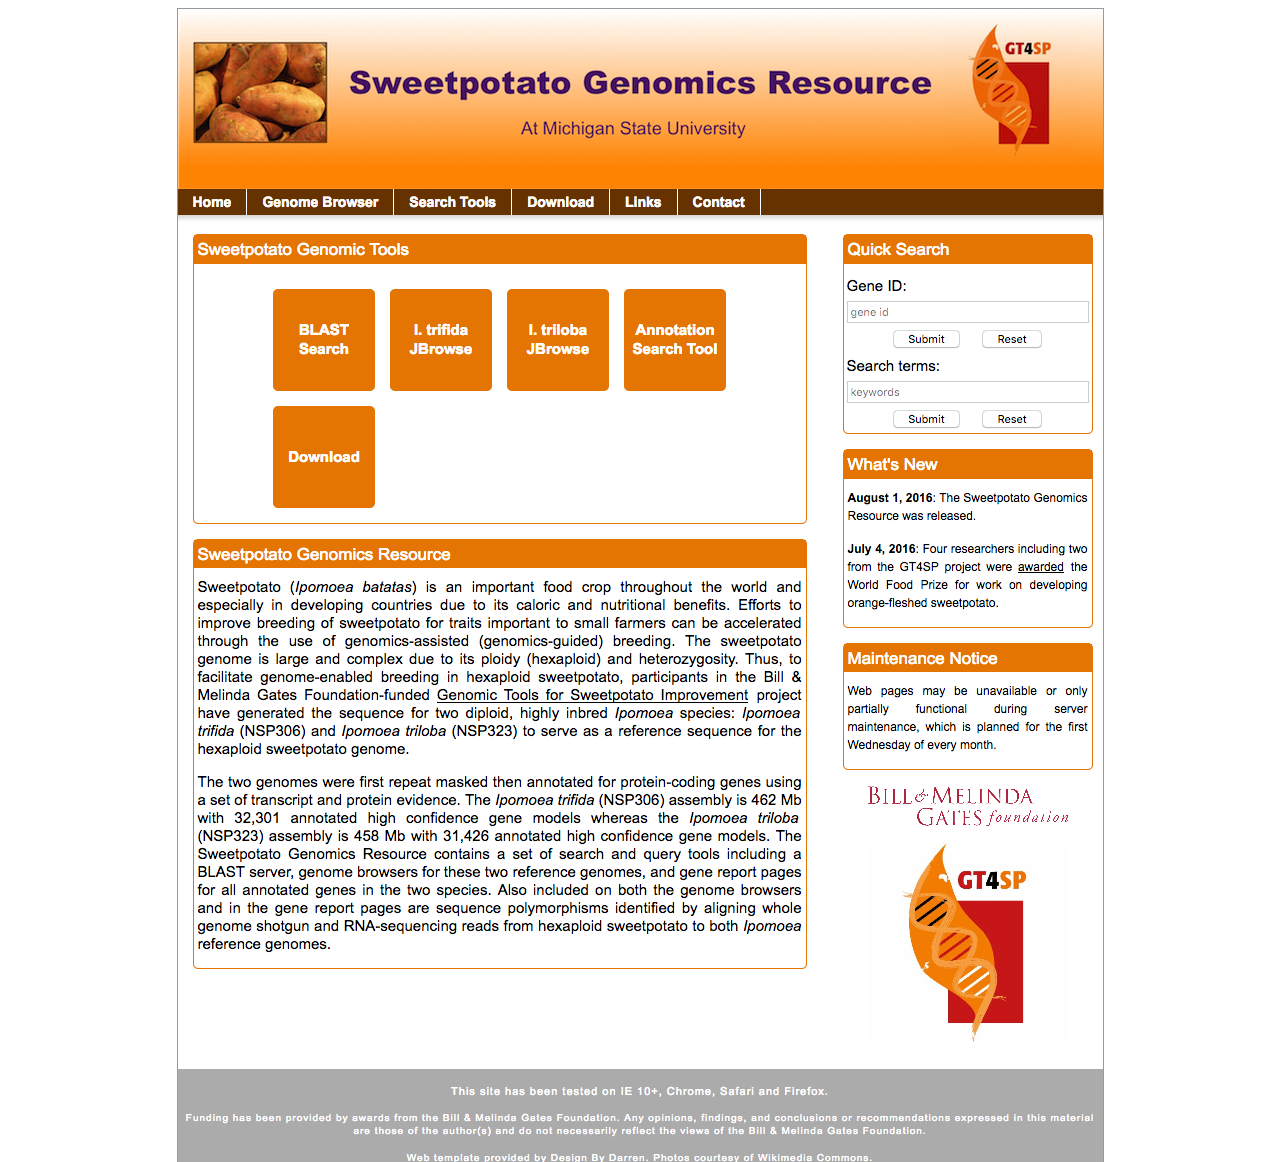 GT4SP
Sweetpotato Genomics Resource
At Michigan State University
Home
Genome Browser
Search Tools
Download
Links
Contact
Sweetpotato Genomic Tools
BLAST
Search
I. trifida
JBrowse
I. triloba
JBrowse
Annotation
Search Tool
Download
Sweetpotato Genomics Resource
Sweetpotato (Ipomoea batatas) is an important food crop throughout the world and
especially in developing countries due to its caloric and nutritional benefits. Efforts to
improve breeding of sweetpotato for traits important to small farmers can be accelerated
through the use of genomics-assisted (genomics-guided) breeding. The sweetpotato
genome is large and complex due to its ploidy (hexaploid) and heterozygosity. Thus, to
facilitate genome-enabled breeding in hexaploid sweetpotato, participants in the Bill &
Melinda Gates Foundation-funded Genomic Tools for Sweetpotato Improvement project
have generated the sequence for two diploid, highly inbred Ipomoea species: Ipomoea
trifida (NSP306) and Ipomoea triloba (NSP323) to serve as a reference sequence for the
hexaploid sweetpotato genome.
The two genomes were first repeat masked then annotated for protein-coding genes using
a set of transcript and protein evidence. The Ipomoea trifida (NSP306) assembly is 462 Mb
with 32,301 annotated high confidence gene models whereas the Ipomoea triloba
(NSP323) assembly is 458 Mb with 31,426 annotated high confidence gene models. The
Sweetpotato Genomics Resource contains a set of search and query tools including a
BLAST server, genome browsers for these two reference genomes, and gene report pages
for all annotated genes in the two species. Also included on both the genome browsers
and in the gene report pages are sequence polymorphisms identified by aligning whole
genome shotgun and RNA-sequencing reads from hexaploid sweetpotato to both Ipomoea
reference genomes.
Quick Search
Gene ID:
gene id
Submit
Reset
Search terms:
keywords
Submit
Reset
What's New
August 1, 2016: The Sweetpotato Genomics
Resource was released.
July 4, 2016: Four researchers including two
from the GT4SP project were awarded the
World Food Prize for work on developing
orange-fleshed sweetpotato.
Maintenance Notice
Web pages may be unavailable or only
partially functional during server
maintenance, which is planned for the first
Wednesday of every month.
BILL & MELINDA
GATES foundation
GT4SP
This site has been tested on IE 10+, Chrome, Safari and Firefox.
Funding has been provided by awards from the Bill & Melinda Gates Foundation. Any opinions, findings, and conclusions or recommendations expressed in this material
are those of the author(s) and do not necessarily reflect the views of the Bill & Melinda Gates Foundation.
Web template provided by Design By Darren. Photos courtesy of Wikimedia Commons.